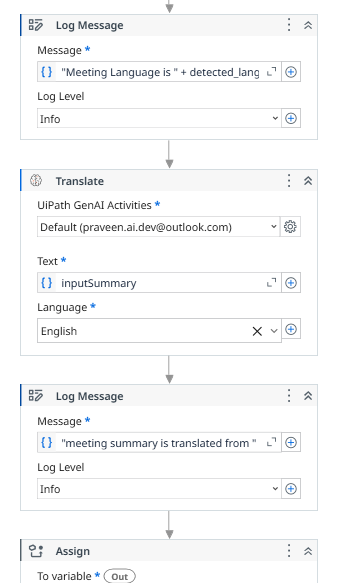 Log Message
Message *
"Meeting Language is " + detected_lang
Log Level
Info
Translate
UiPath GenAI Activities *
Default (praveen.ai.dev@outlook.com)
Text *
{ } inputSummary
Language *
English
Log Message
Message *
{ } "meeting summary is translated from "
Log Level
Info
Assign
To variable * Out